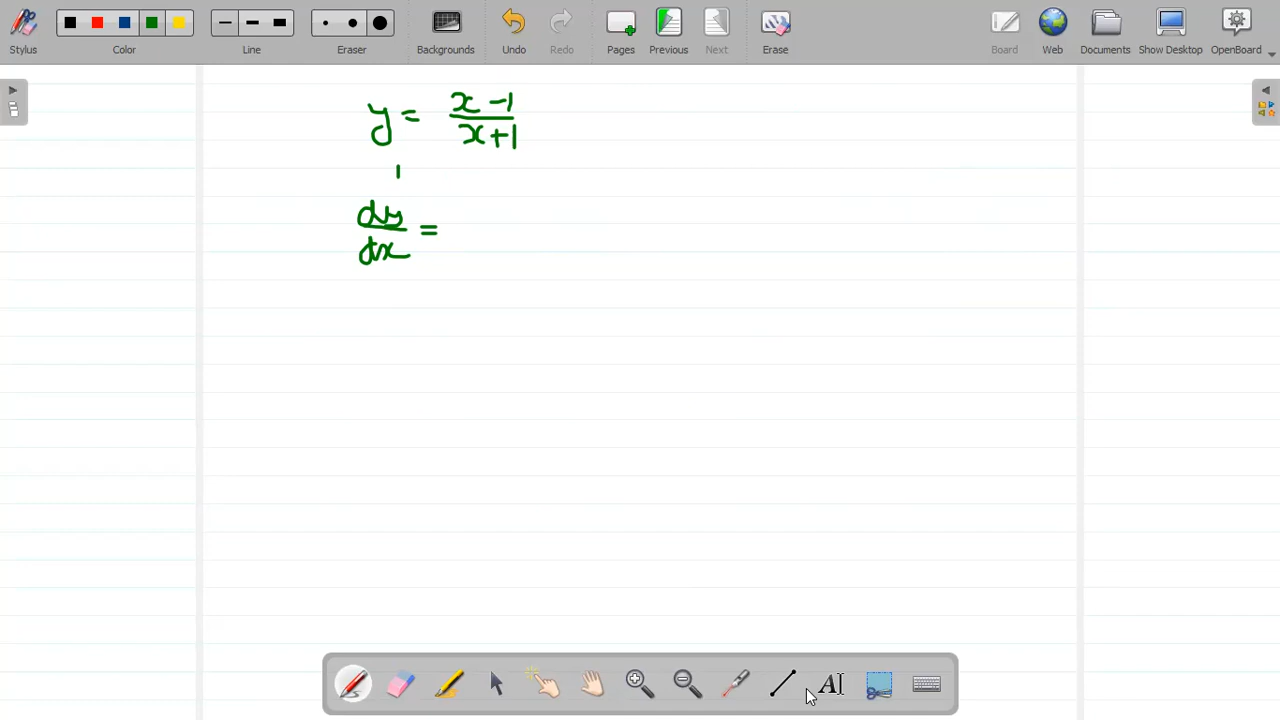 Stylus Color Line Eraser Backgrounds Undo Redo Pages Previous Next Erase Board Web Documents Show Desktop OpenBoard
y = x - 1
x + 1
dy =
dx